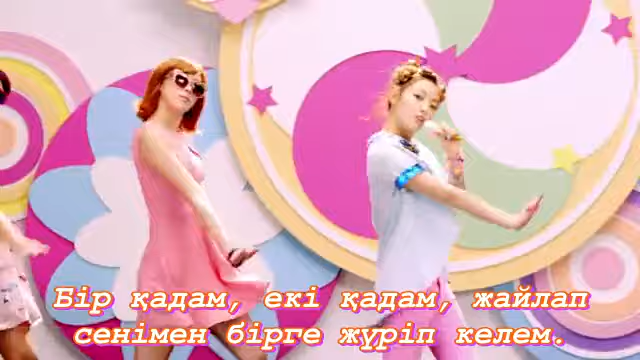 Бір қадам, екі қадам, жайлап
сенімен бірге жүріп келем.